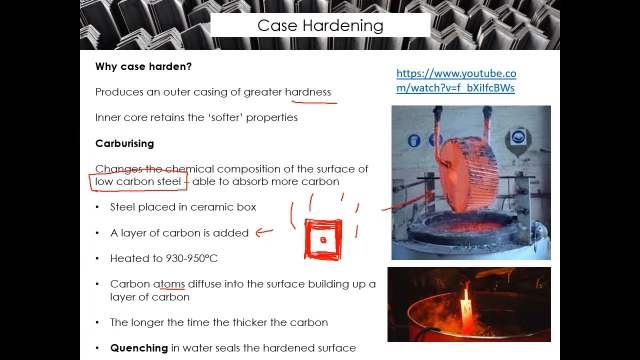 Case Hardening
Why case harden?
Produces an outer casing of greater hardness
Inner core retains the 'softer' properties
Carburising
Changes the chemical composition of the surface of
low carbon steel – able to absorb more carbon
• Steel placed in ceramic box
• A layer of carbon is added
• Heated to 930-950°C
• Carbon atoms diffuse into the surface building up a
layer of carbon
• The longer the time the thicker the carbon
• Quenching in water seals the hardened surface
https://www.youtube.co
m/watch?v=f_bXiIfcBWs